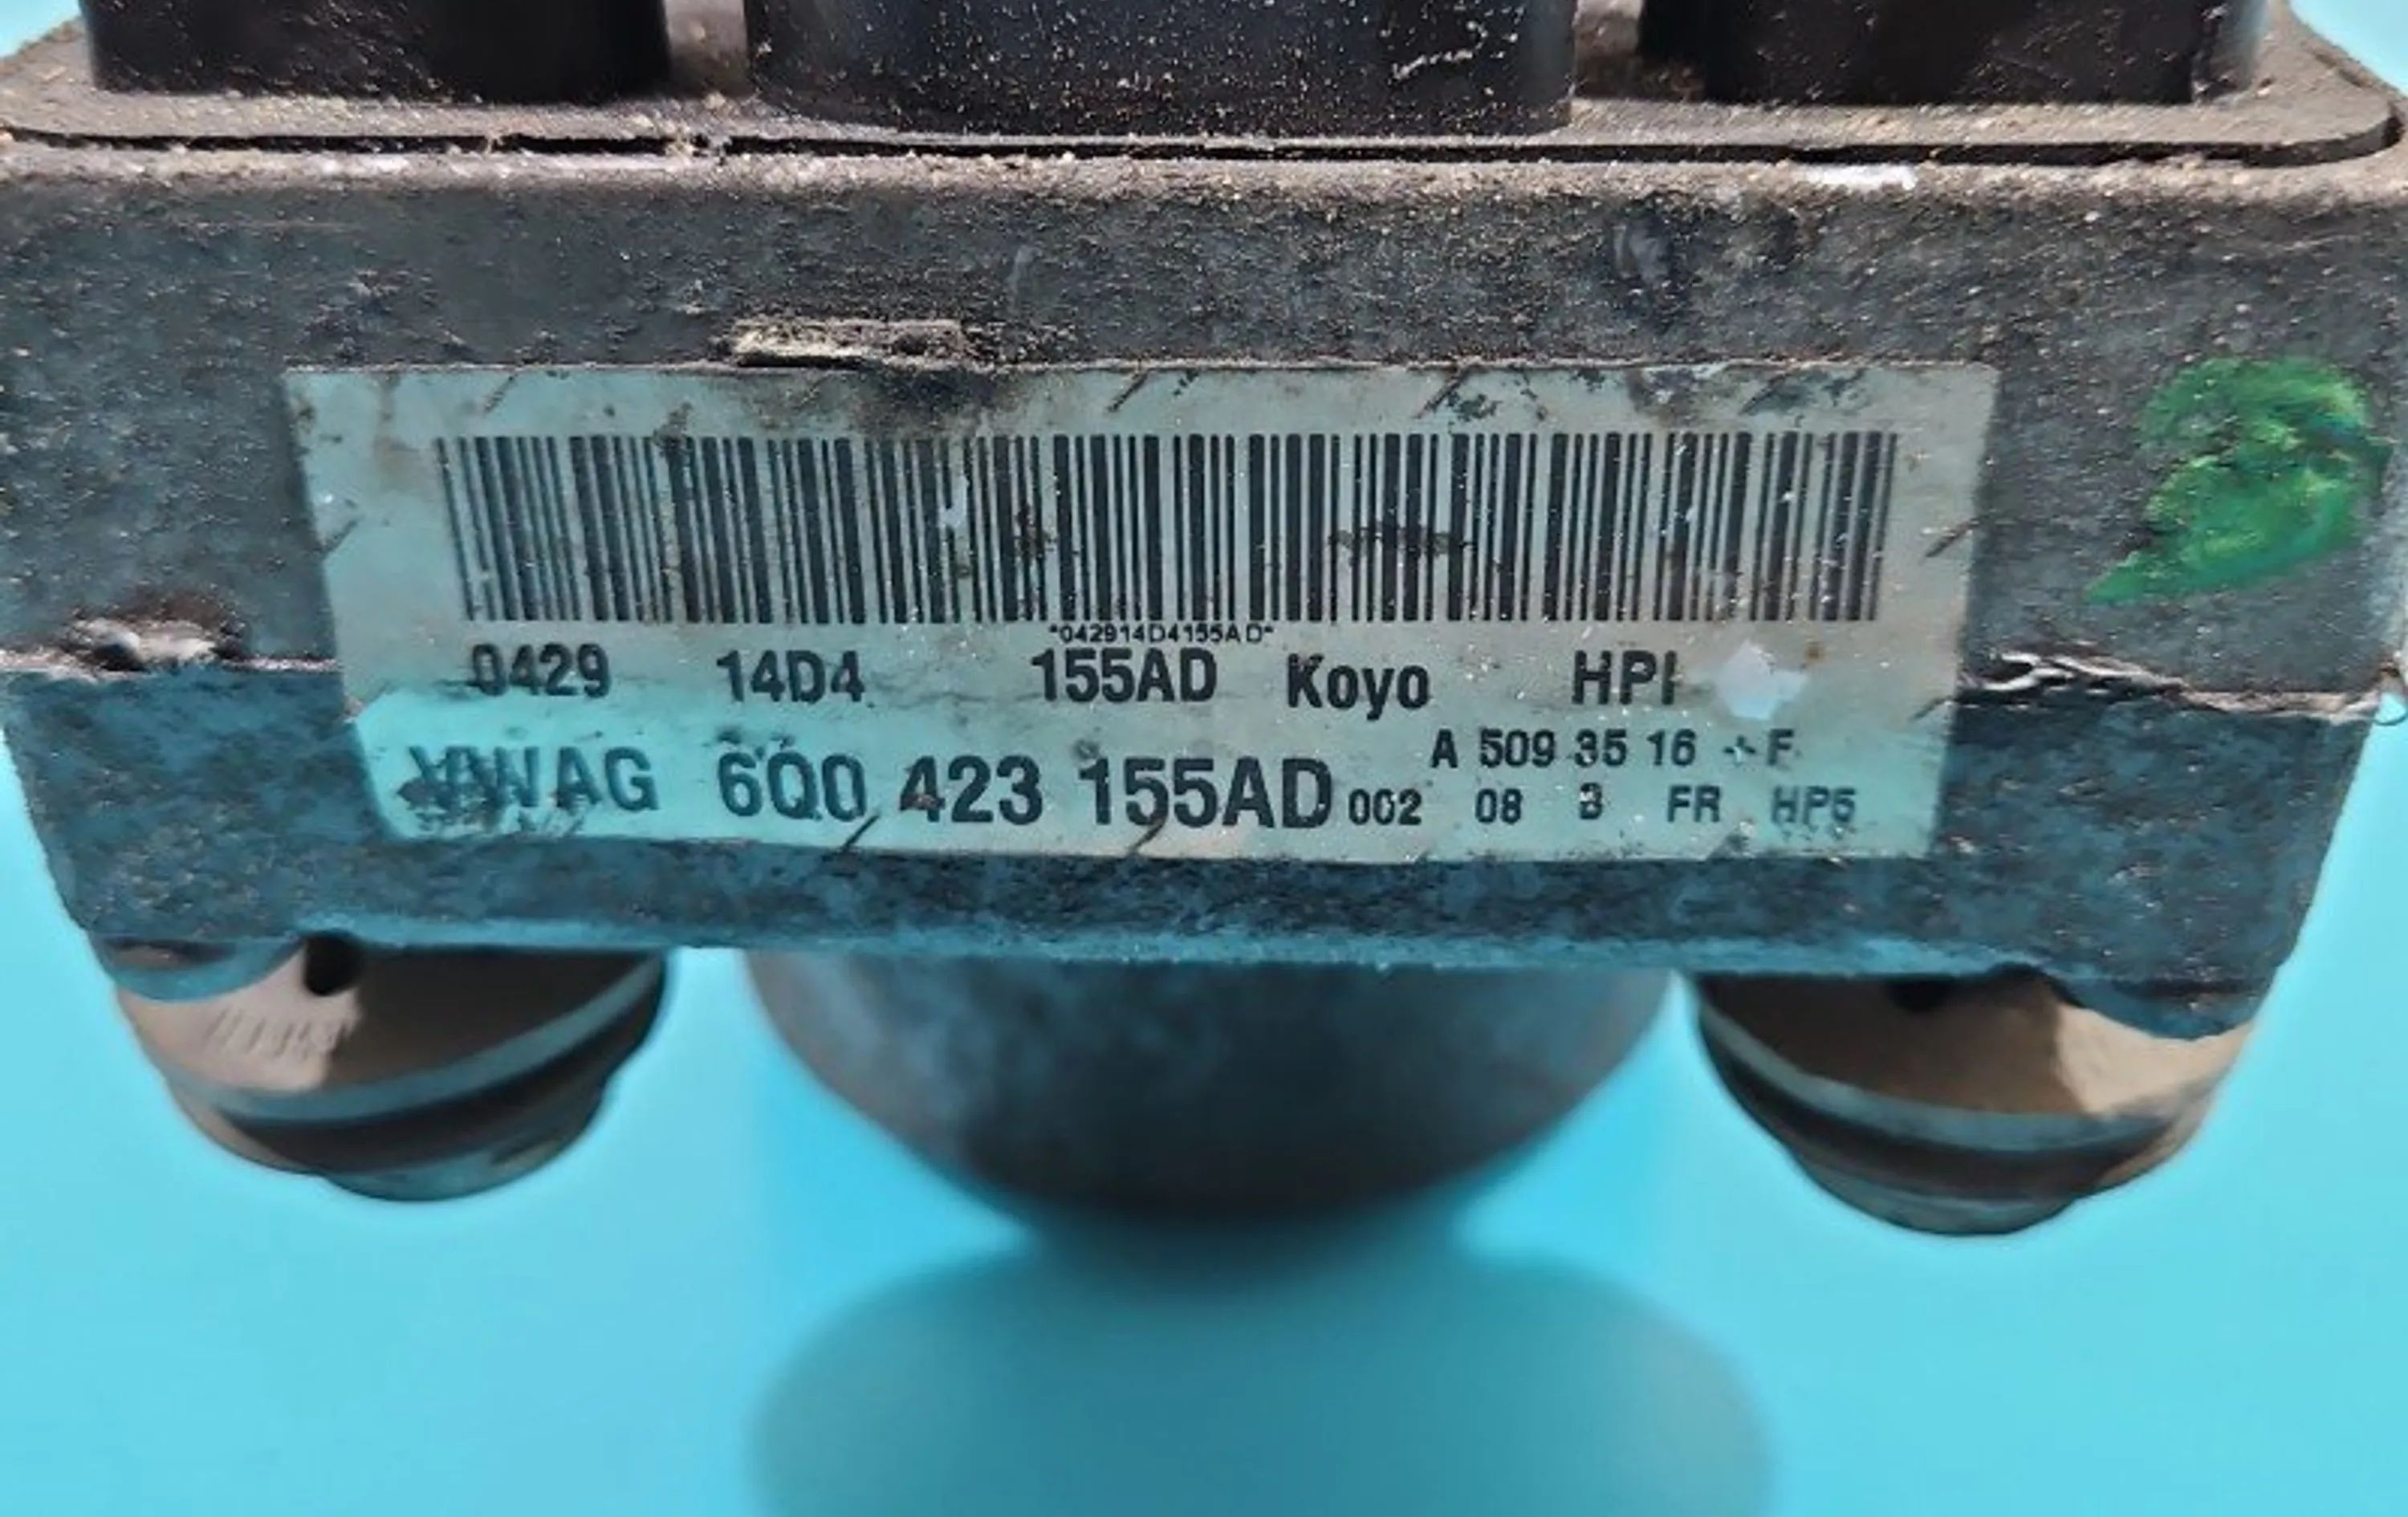 *042914D4155AD*
0429 14D4 155AD Koyo HPI
A 509 35 16 + F
VWAG 6Q0 423 155AD 002 08 3 FR HP5